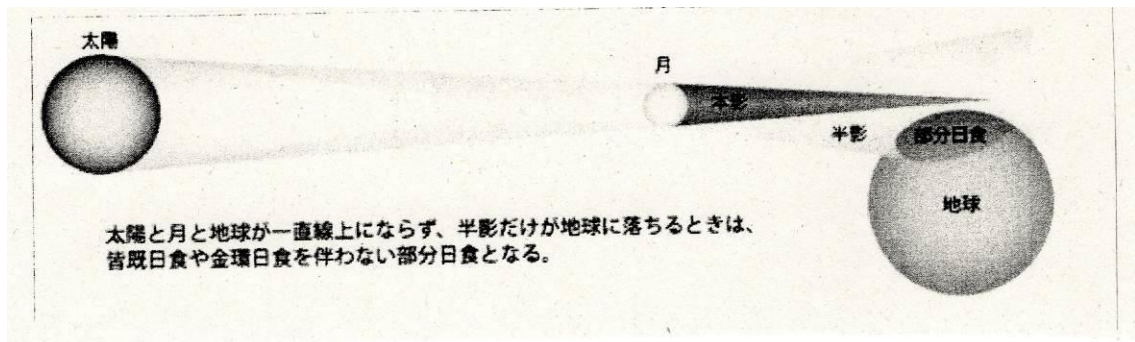 太陽
月
本影
半影
部分日食
地球
太陽と月と地球が一直線上にならず、半影だけが地球に落ちるときは、
皆既日食や金環日食を伴わない部分日食となる。